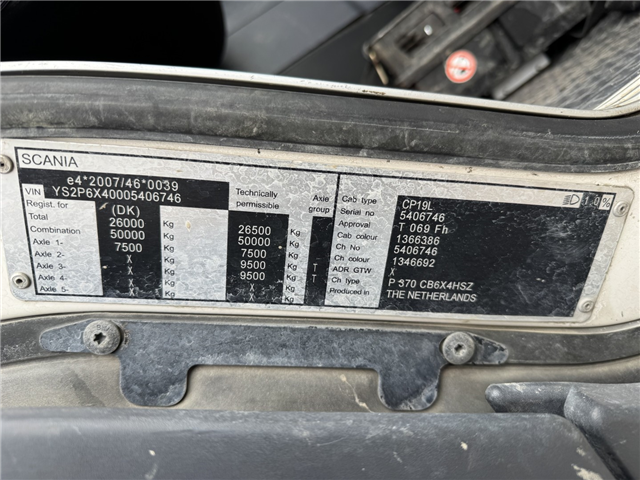 SCANIA
e4*2007/46*0039
VIN YS2P6X40005406746
Regist. for (DK)
Total 26000 Kg
Combination 50000 Kg
Axle 1- 7500 Kg
Axle 2- X Kg
Axle 3- X Kg
Axle 4- X Kg
Axle 5- X Kg
Technically permissible
Axle group
26500 Kg
50000 Kg
7500 Kg
9500 Kg T
9500 Kg T
X Kg
X Kg
1.0%
Cab type CP19L
Serial no 5406746
Approval T 069 Fh
Cab colour 1366386
Ch No 5406746
Ch colour 1346692
ADR GTW X
Ch type P 370 CB6X4HSZ
Produced in THE NETHERLANDS